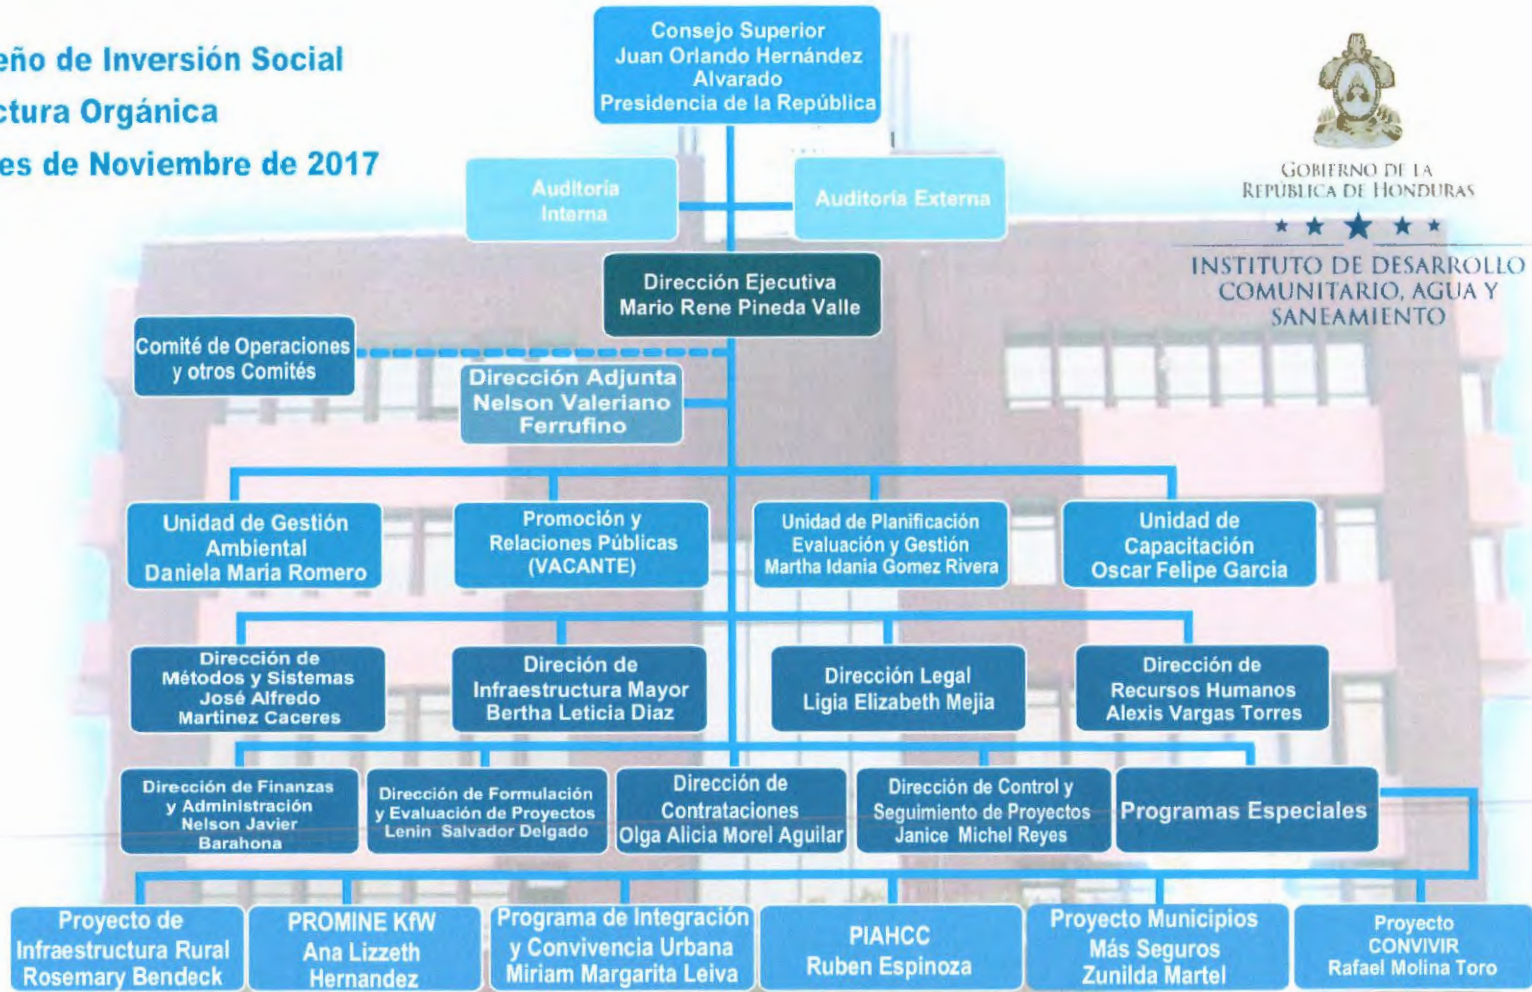 eño de Inversión Social
ctura Orgánica
es de Noviembre de 2017
Consejo Superior
Juan Orlando Hernández
Alvarado
Presidencia de la República
GOBIERNO DE LA
REPÚBLICA DE HONDURAS
INSTITUTO DE DESARROLLO
COMUNITARIO, AGUA Y
SANEAMIENTO
Auditoría
Interna
Auditoría Externa
Dirección Ejecutiva
Mario Rene Pineda Valle
Comité de Operaciones
y otros Comités
Dirección Adjunta
Nelson Valeriano
Ferrufino
Unidad de Gestión
Ambiental
Daniela Maria Romero
Promoción y
Relaciones Públicas
(VACANTE)
Unidad de Planificación
Evaluación y Gestión
Martha Idania Gomez Rivera
Unidad de
Capacitación
Oscar Felipe Garcia
Dirección de
Métodos y Sistemas
José Alfredo
Martinez Caceres
Direción de
Infraestructura Mayor
Bertha Leticia Diaz
Dirección Legal
Ligia Elizabeth Mejia
Dirección de
Recursos Humanos
Alexis Vargas Torres
Dirección de Finanzas
y Administración
Nelson Javier
Barahona
Dirección de Formulación
y Evaluación de Proyectos
Lenin Salvador Delgado
Dirección de
Contrataciones
Olga Alicia Morel Aguilar
Dirección de Control y
Seguimiento de Proyectos
Janice Michel Reyes
Programas Especiales
Proyecto de
Infraestructura Rural
Rosemary Bendeck
PROMINE KfW
Ana Lizzeth
Hernandez
Programa de Integración
y Convivencia Urbana
Miriam Margarita Leiva
PIAHCC
Ruben Espinoza
Proyecto Municipios
Más Seguros
Zunilda Martel
Proyecto
CONVIVIR
Rafael Molina Toro